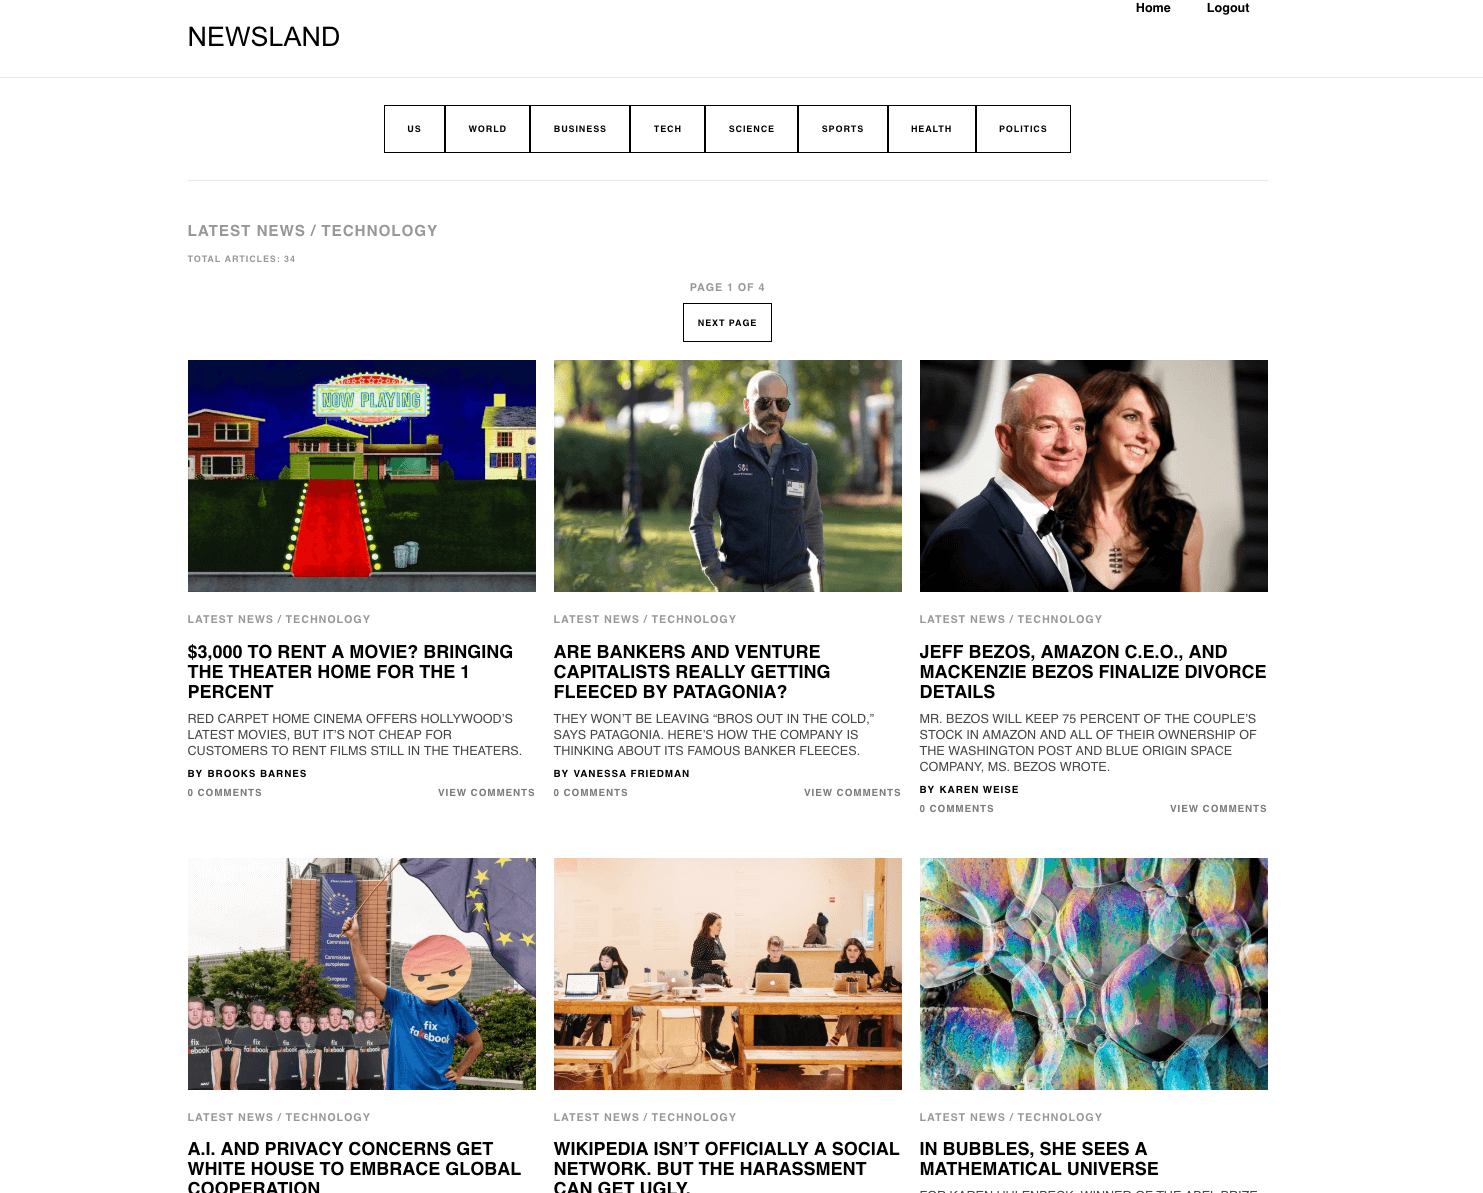 Home Logout
NEWSLAND
US WORLD BUSINESS TECH SCIENCE SPORTS HEALTH POLITICS
LATEST NEWS / TECHNOLOGY
TOTAL ARTICLES: 34
PAGE 1 OF 4
NEXT PAGE
NOW PLAYING
LATEST NEWS / TECHNOLOGY
$3,000 TO RENT A MOVIE? BRINGING
THE THEATER HOME FOR THE 1
PERCENT
RED CARPET HOME CINEMA OFFERS HOLLYWOOD’S
LATEST MOVIES, BUT IT’S NOT CHEAP FOR
CUSTOMERS TO RENT FILMS STILL IN THE THEATERS.
BY BROOKS BARNES
0 COMMENTS VIEW COMMENTS
LATEST NEWS / TECHNOLOGY
ARE BANKERS AND VENTURE
CAPITALISTS REALLY GETTING
FLEECED BY PATAGONIA?
THEY WON’T BE LEAVING “BROS OUT IN THE COLD,”
SAYS PATAGONIA. HERE’S HOW THE COMPANY IS
THINKING ABOUT ITS FAMOUS BANKER FLEECES.
BY VANESSA FRIEDMAN
0 COMMENTS VIEW COMMENTS
LATEST NEWS / TECHNOLOGY
JEFF BEZOS, AMAZON C.E.O., AND
MACKENZIE BEZOS FINALIZE DIVORCE
DETAILS
MR. BEZOS WILL KEEP 75 PERCENT OF THE COUPLE’S
STOCK IN AMAZON AND ALL OF THEIR OWNERSHIP OF
THE WASHINGTON POST AND BLUE ORIGIN SPACE
COMPANY, MS. BEZOS WROTE.
BY KAREN WEISE
0 COMMENTS VIEW COMMENTS
Commission
européenne
European
Commission
fix
fakebook
LATEST NEWS / TECHNOLOGY
A.I. AND PRIVACY CONCERNS GET
WHITE HOUSE TO EMBRACE GLOBAL
COOPERATION
LATEST NEWS / TECHNOLOGY
WIKIPEDIA ISN’T OFFICIALLY A SOCIAL
NETWORK. BUT THE HARASSMENT
CAN GET UGLY.
LATEST NEWS / TECHNOLOGY
IN BUBBLES, SHE SEES A
MATHEMATICAL UNIVERSE